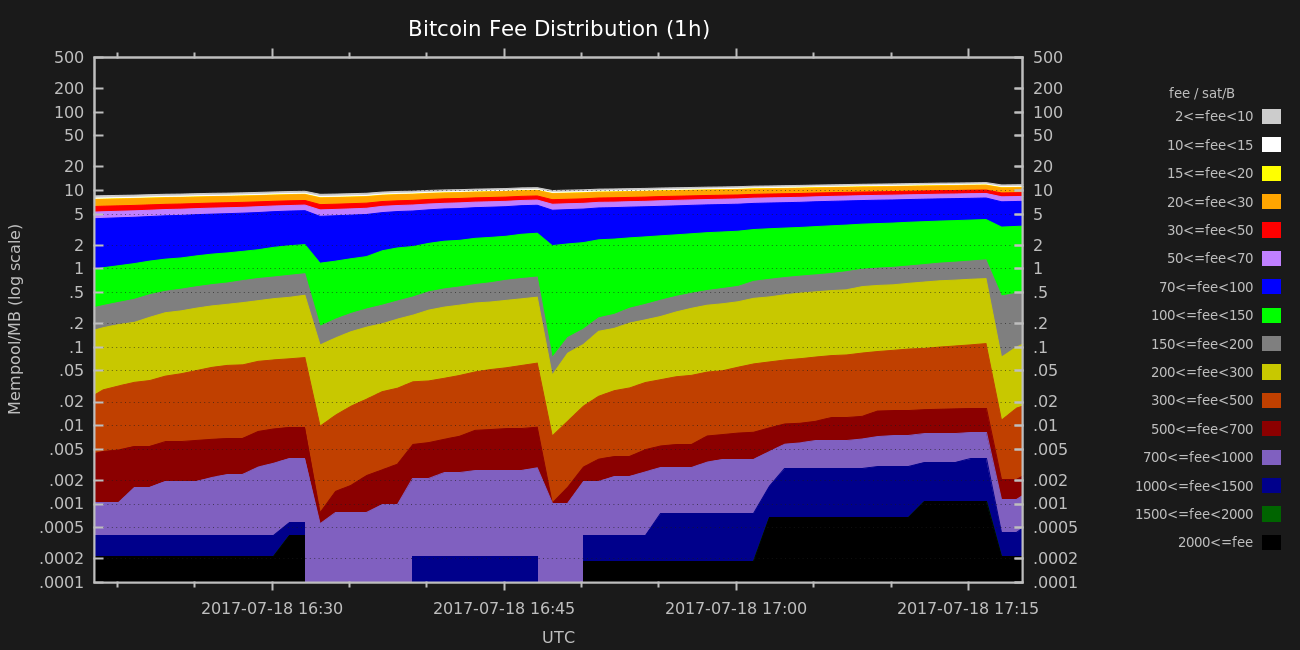 Bitcoin Fee Distribution (1h)
Mempool/MB (log scale)
500
200
100
50
20
10
5
2
1
.5
.2
.1
.05
.02
.01
.005
.002
.001
.0005
.0002
.0001
500
200
100
50
20
10
5
2
1
.5
.2
.1
.05
.02
.01
.005
.002
.001
.0005
.0002
.0001
2017-07-18 16:30
2017-07-18 16:45
2017-07-18 17:00
2017-07-18 17:15
UTC
fee / sat/B
2<=fee<10
10<=fee<15
15<=fee<20
20<=fee<30
30<=fee<50
50<=fee<70
70<=fee<100
100<=fee<150
150<=fee<200
200<=fee<300
300<=fee<500
500<=fee<700
700<=fee<1000
1000<=fee<1500
1500<=fee<2000
2000<=fee